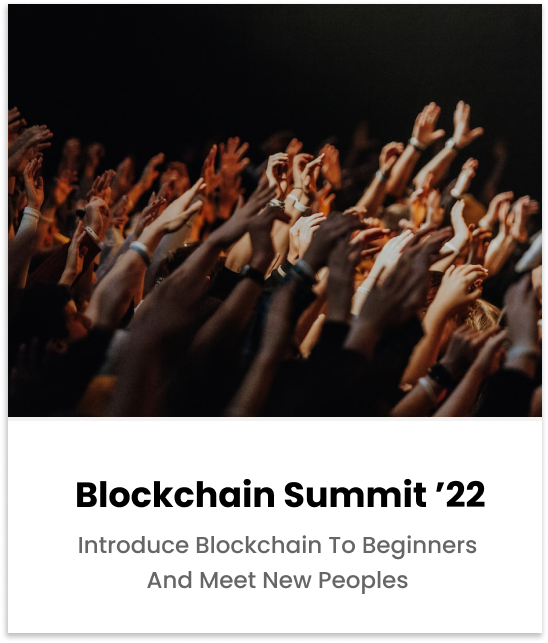 Blockchain Summit ’22
Introduce Blockchain To Beginners
And Meet New Peoples